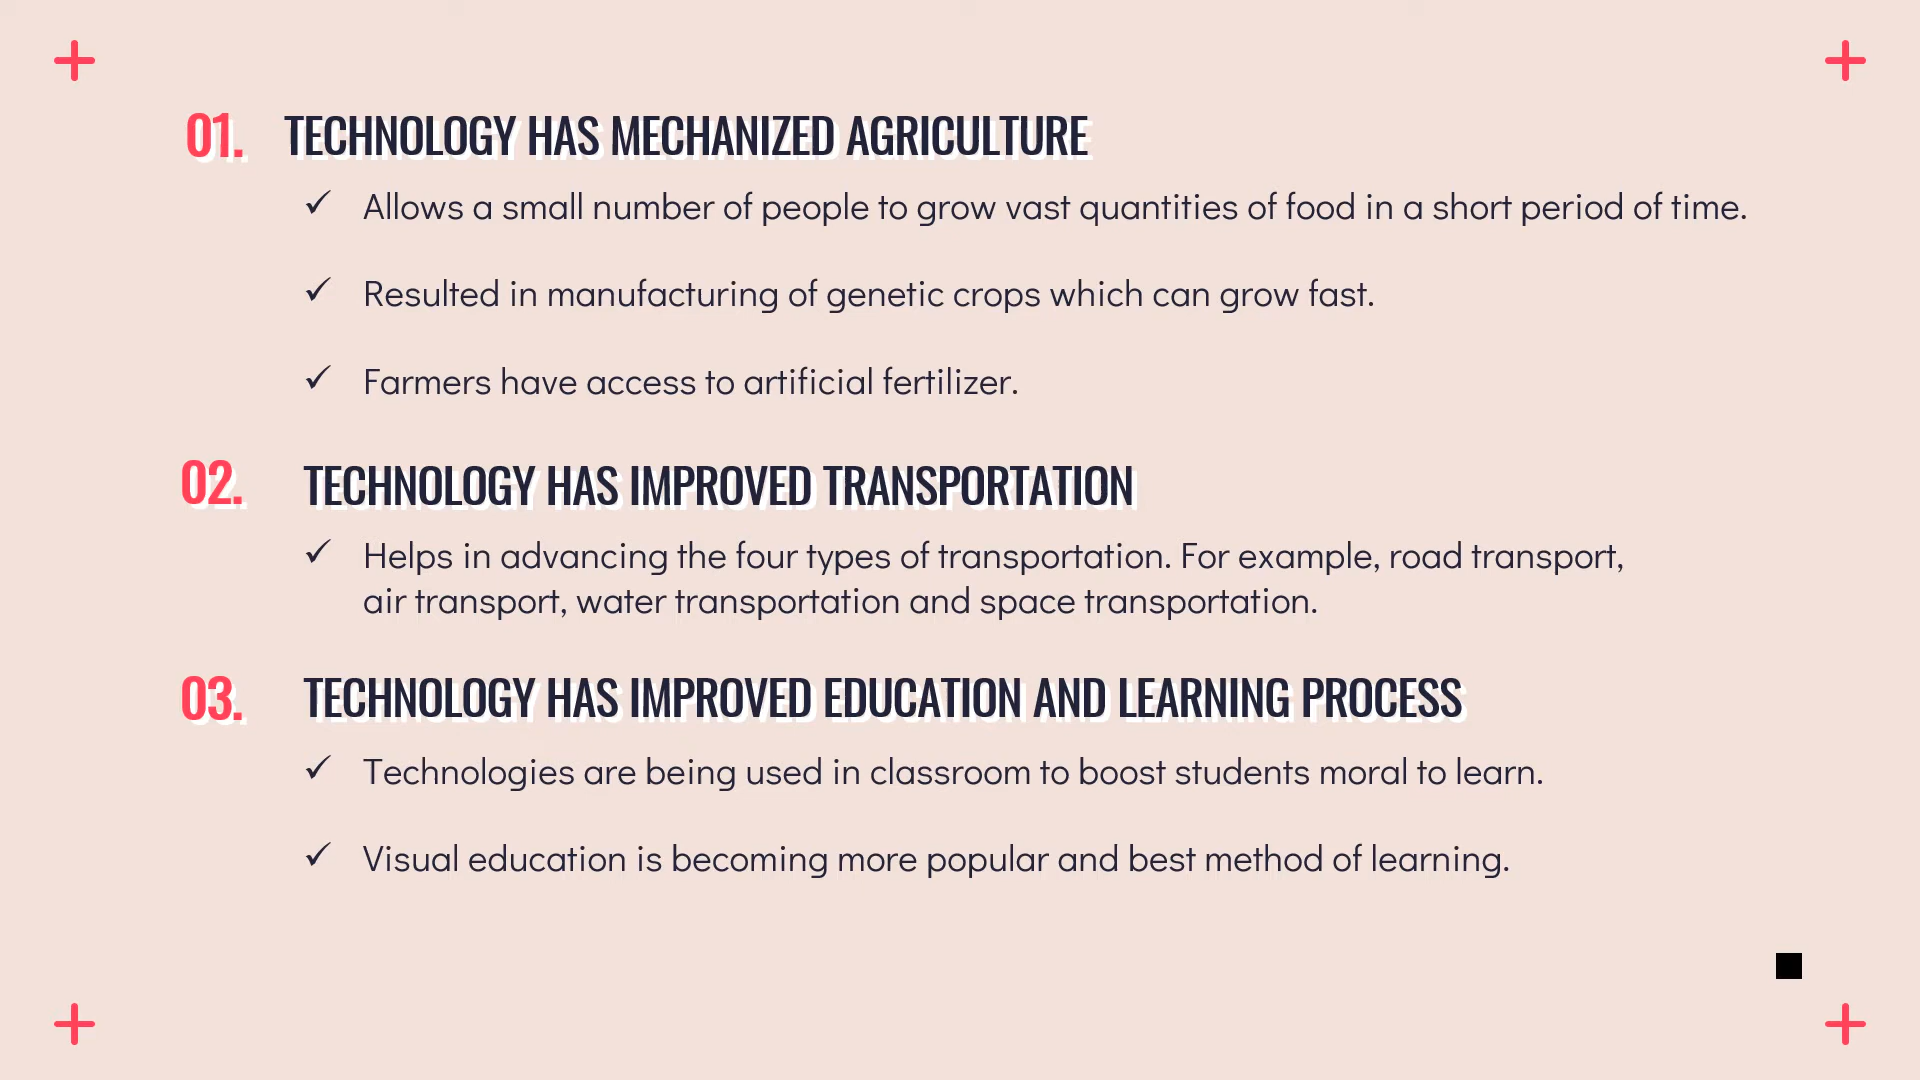 01. TECHNOLOGY HAS MECHANIZED AGRICULTURE
✓ Allows a small number of people to grow vast quantities of food in a short period of time.
✓ Resulted in manufacturing of genetic crops which can grow fast.
✓ Farmers have access to artificial fertilizer.
02. TECHNOLOGY HAS IMPROVED TRANSPORTATION
✓ Helps in advancing the four types of transportation. For example, road transport,
air transport, water transportation and space transportation.
03. TECHNOLOGY HAS IMPROVED EDUCATION AND LEARNING PROCESS
✓ Technologies are being used in classroom to boost students moral to learn.
✓ Visual education is becoming more popular and best method of learning.